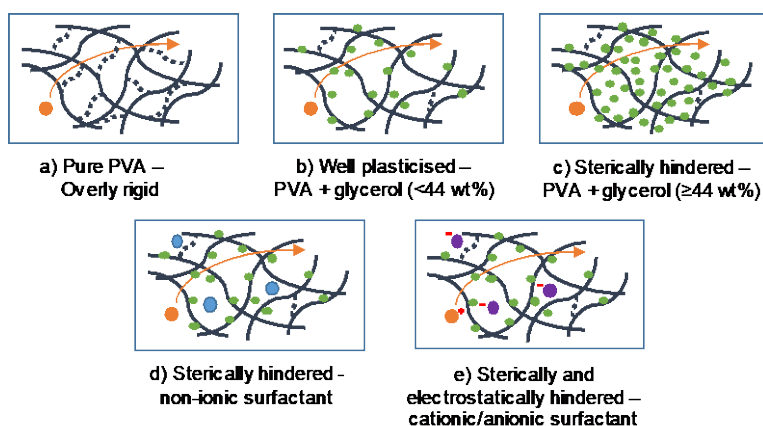 a) Pure PVA –
Overly rigid
b) Well plasticised –
PVA + glycerol (<44 wt%)
c) Sterically hindered –
PVA + glycerol (≥44 wt%)
d) Sterically hindered -
non-ionic surfactant
e) Sterically and
electrostatically hindered –
cationic/anionic surfactant